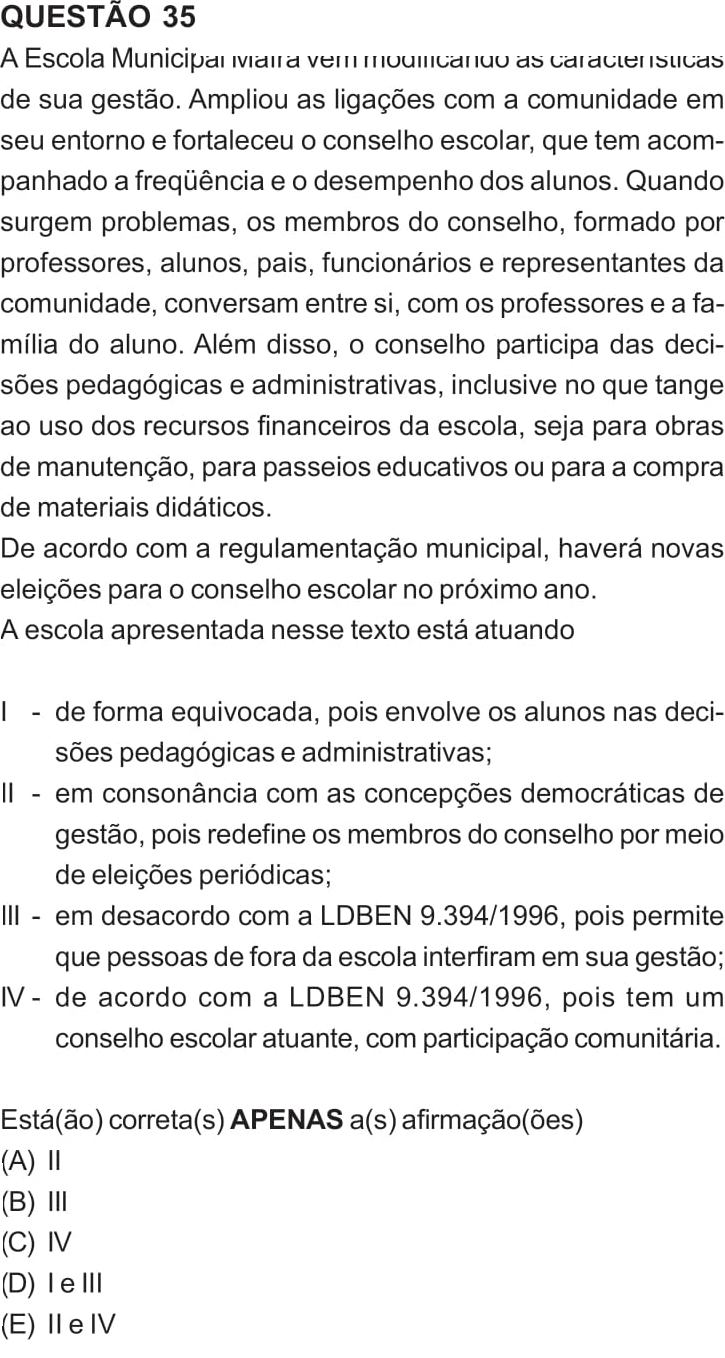 QUESTÃO 35
A Escola Municipal Maíra vem modificando as características
de sua gestão. Ampliou as ligações com a comunidade em
seu entorno e fortaleceu o conselho escolar, que tem acom-
panhado a freqüência e o desempenho dos alunos. Quando
surgem problemas, os membros do conselho, formado por
professores, alunos, pais, funcionários e representantes da
comunidade, conversam entre si, com os professores e a fa-
mília do aluno. Além disso, o conselho participa das deci-
sões pedagógicas e administrativas, inclusive no que tange
ao uso dos recursos financeiros da escola, seja para obras
de manutenção, para passeios educativos ou para a compra
de materiais didáticos.
De acordo com a regulamentação municipal, haverá novas
eleições para o conselho escolar no próximo ano.
A escola apresentada nesse texto está atuando
I - de forma equivocada, pois envolve os alunos nas deci-
sões pedagógicas e administrativas;
II - em consonância com as concepções democráticas de
gestão, pois redefine os membros do conselho por meio
de eleições periódicas;
III - em desacordo com a LDBEN 9.394/1996, pois permite
que pessoas de fora da escola interfiram em sua gestão;
IV - de acordo com a LDBEN 9.394/1996, pois tem um
conselho escolar atuante, com participação comunitária.
Está(ão) correta(s) APENAS a(s) afirmação(ões)
(A) II
(B) III
(C) IV
(D) I e III
(E) II e IV